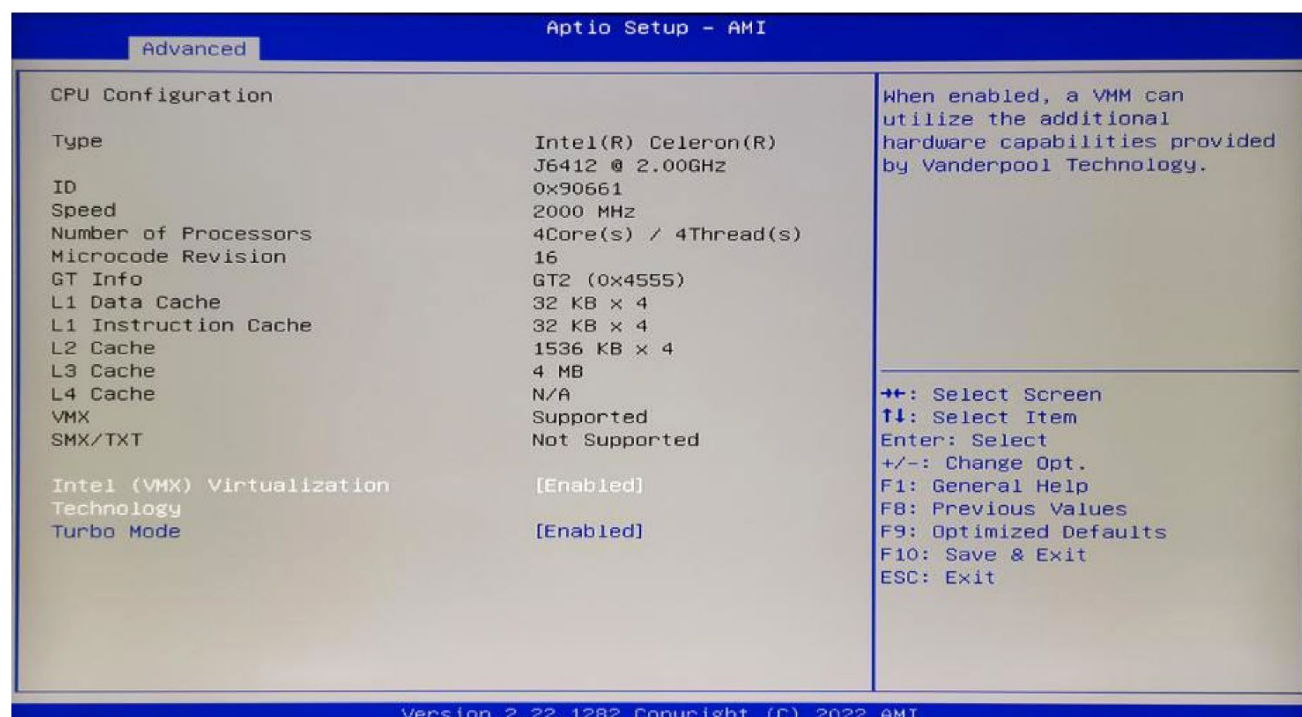 Aptio Setup – AMI
Advanced
CPU Configuration
Type Intel(R) Celeron(R)
J6412 @ 2.00GHz
ID 0x90661
Speed 2000 MHz
Number of Processors 4Core(s) / 4Thread(s)
Microcode Revision 16
GT Info GT2 (0x4555)
L1 Data Cache 32 KB x 4
L1 Instruction Cache 32 KB x 4
L2 Cache 1536 KB x 4
L3 Cache 4 MB
L4 Cache N/A
VMX Supported
SMX/TXT Not Supported
Intel (VMX) Virtualization [Enabled]
Technology
Turbo Mode [Enabled]
When enabled, a VMM can
utilize the additional
hardware capabilities provided
by Vanderpool Technology.
→←: Select Screen
↑↓: Select Item
Enter: Select
+/-: Change Opt.
F1: General Help
F8: Previous Values
F9: Optimized Defaults
F10: Save & Exit
ESC: Exit
Version 2.22.1282 Copyright (C) 2022 AMI